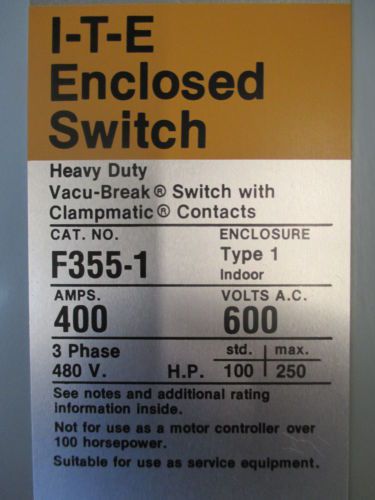 I-T-E
Enclosed
Switch
Heavy Duty
Vacu-Break® Switch with
Clampmatic® Contacts
CAT. NO. ENCLOSURE
F355-1 Type 1
Indoor
AMPS. VOLTS A.C.
400 600
3 Phase std. max.
480 V. H.P. 100 250
See notes and additional rating
information inside.
Not for use as a motor controller over
100 horsepower.
Suitable for use as service equipment.